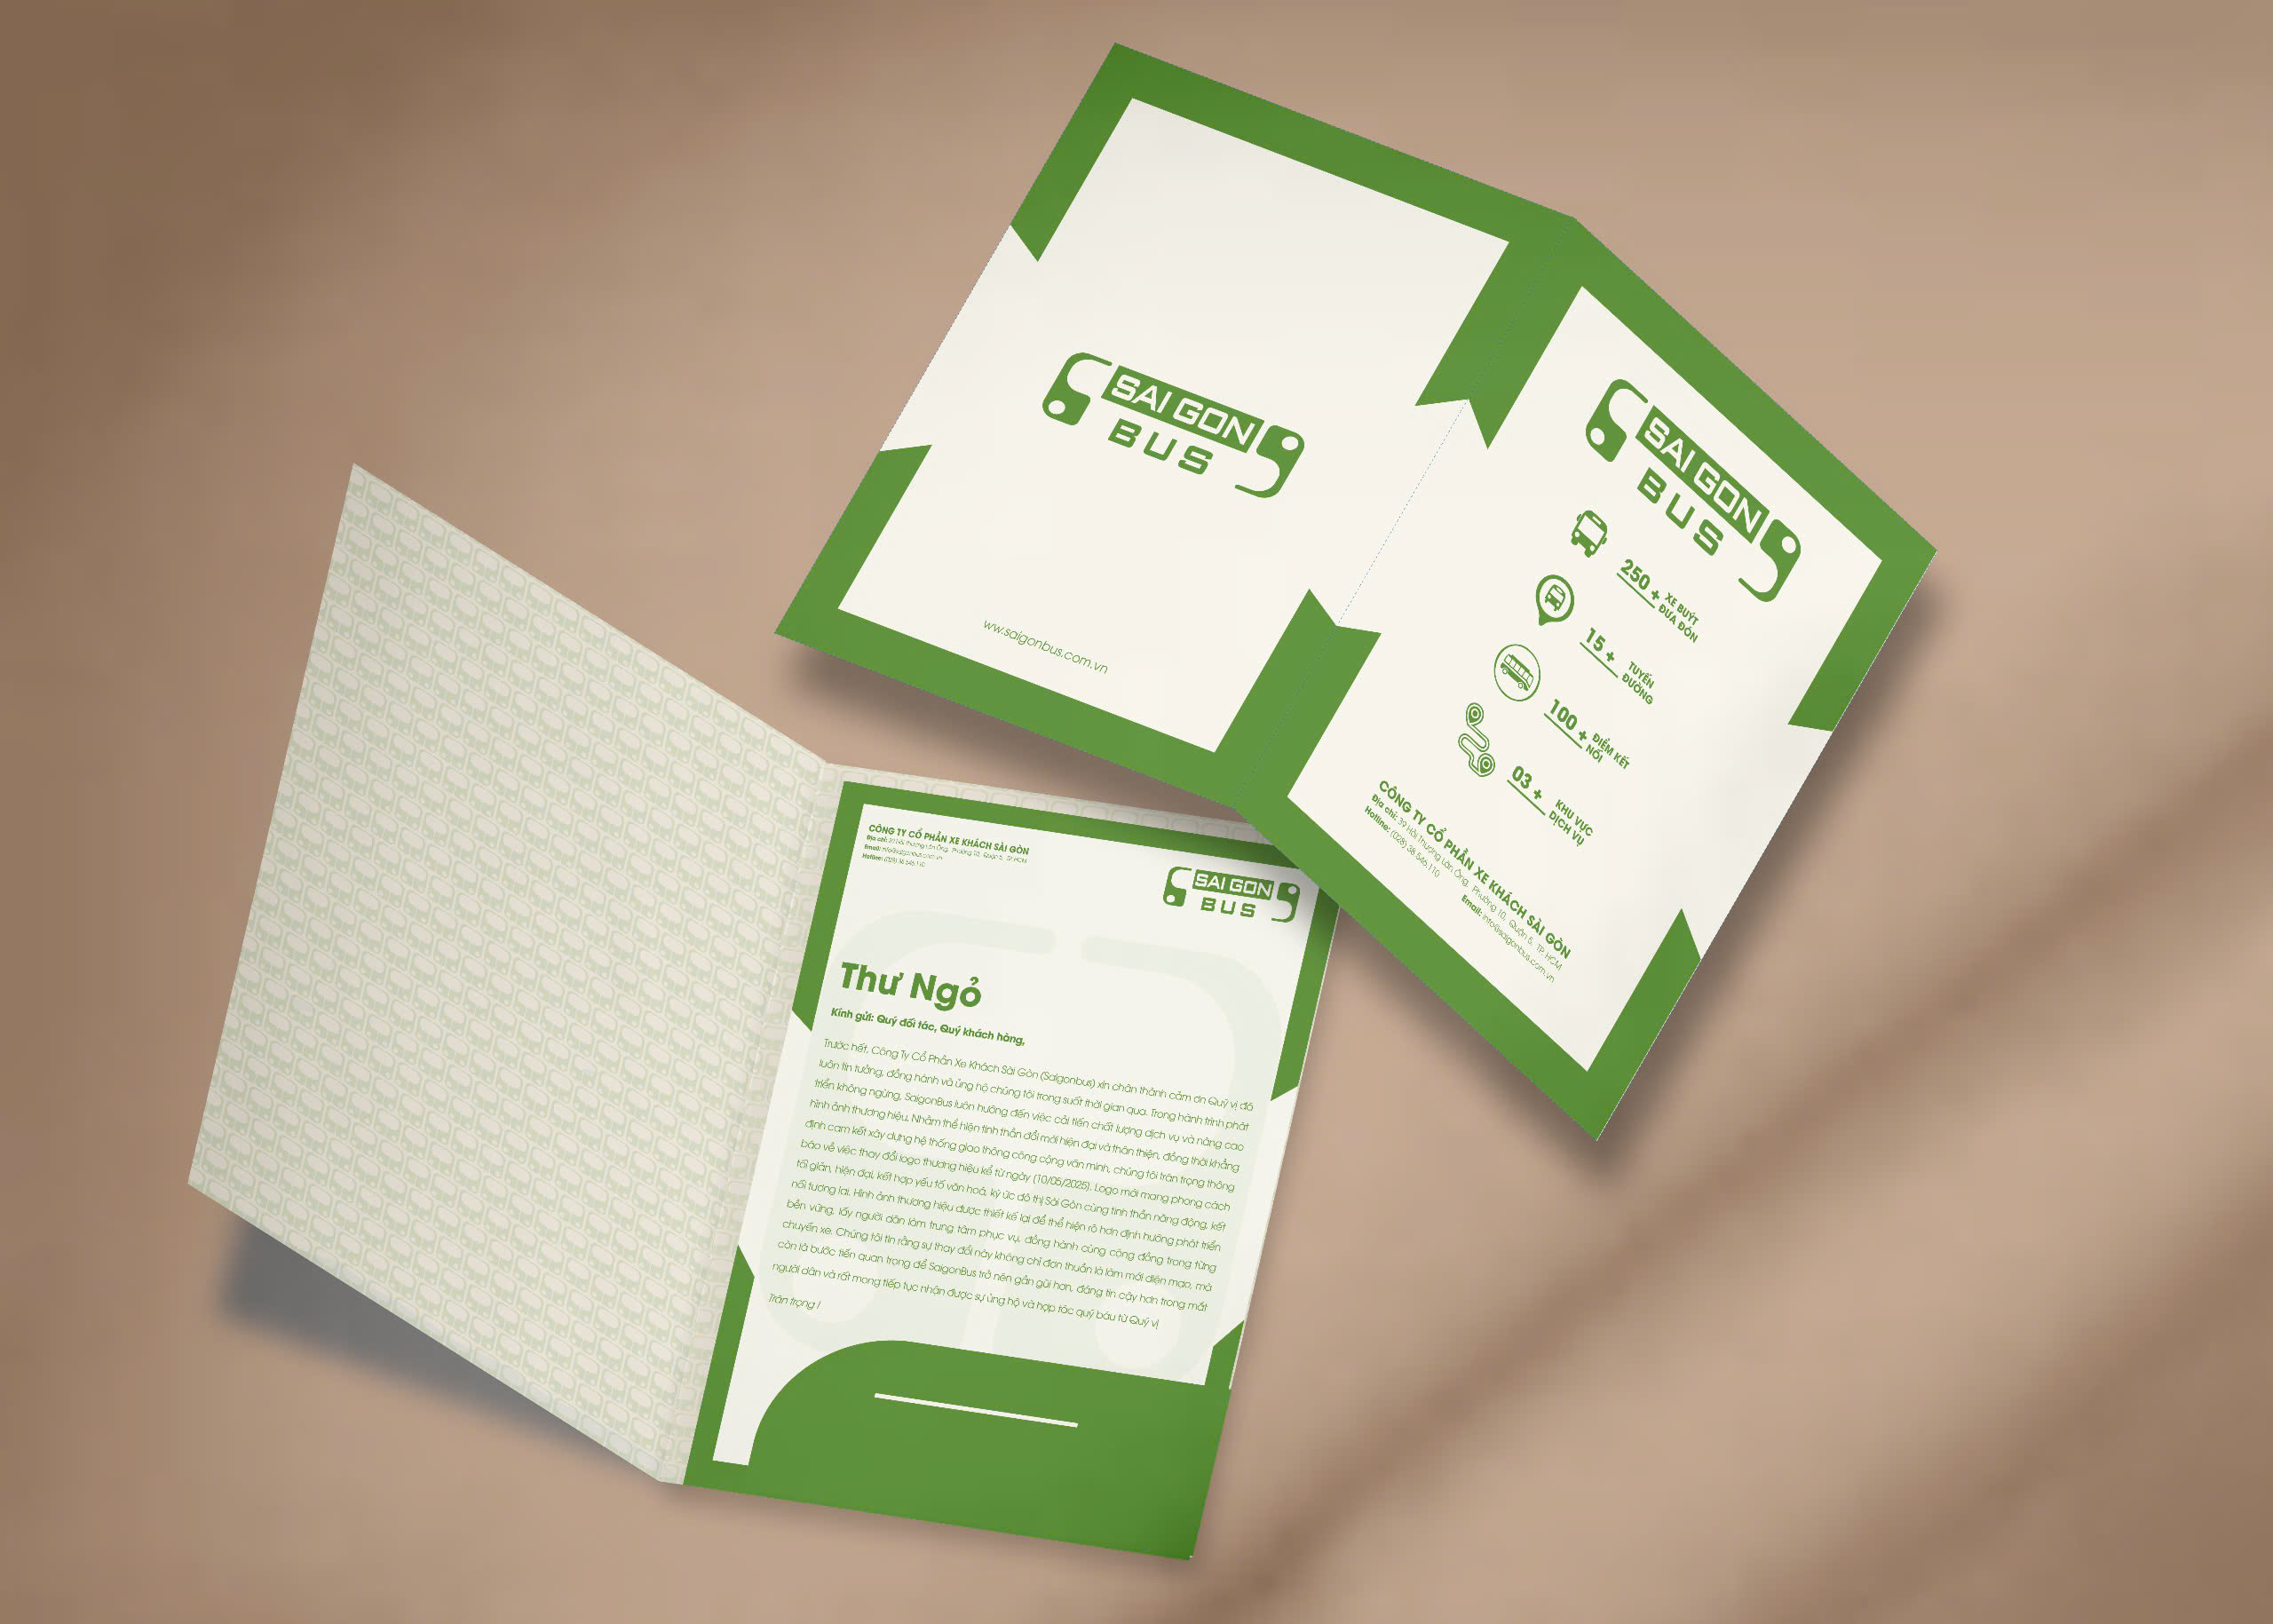 SAI GON
BUS
ww.saigonbus.com.vn
SAI GON
BUS
250 + XE BUÝT
ĐƯA ĐÓN
15 + TUYẾN
ĐƯỜNG
100 + ĐIỂM KẾT
NỐI
03 + KHU VỰC
DỊCH VỤ
CÔNG TY CỔ PHẦN XE KHÁCH SÀI GÒN
Địa chỉ: 39 Hải Thượng Lãn Ông, Phường 10, Quận 5, TP. HCM
Hotline: (028) 38.546.110 Email: info@saigonbus.com.vn
CÔNG TY CỔ PHẦN XE KHÁCH SÀI GÒN
Địa chỉ: 39 Hải Thượng Lãn Ông, Phường 10, Quận 5, TP. HCM
Email: info@saigonbus.com.vn
Hotline: (028) 38.546.110
SAI GON
BUS
Thư Ngỏ
Kính gửi: Quý đối tác, Quý khách hàng,
Trước hết, Công Ty Cổ Phần Xe Khách Sài Gòn (Saigonbus) xin chân thành cảm ơn Quý vị đã
luôn tin tưởng, đồng hành và ủng hộ chúng tôi trong suốt thời gian qua. Trong hành trình phát
triển không ngừng, SaigonBus luôn hướng đến việc cải tiến chất lượng dịch vụ và nâng cao
hình ảnh thương hiệu. Nhằm thể hiện tinh thần đổi mới hiện đại và thân thiện, đồng thời khẳng
định cam kết xây dựng hệ thống giao thông công cộng văn minh, chúng tôi trân trọng thông
báo về việc thay đổi logo thương hiệu kể từ ngày (10/05/2025). Logo mới mang phong cách
tối giản, hiện đại, kết hợp yếu tố văn hoá, ký ức đô thị Sài Gòn cùng tinh thần năng động, kết
nối tương lai. Hình ảnh thương hiệu được thiết kế lại để thể hiện rõ hơn định hướng phát triển
bền vững, lấy người dân làm trung tâm phục vụ, đồng hành cùng cộng đồng trong từng
chuyến xe. Chúng tôi tin rằng sự thay đổi này không chỉ đơn thuần là làm mới diện mạo, mà
còn là bước tiến quan trọng để SaigonBus trở nên gần gũi hơn, đáng tin cậy hơn trong mắt
người dân và rất mong tiếp tục nhận được sự ủng hộ và hợp tác quý báu từ Quý vị
Trân trọng !